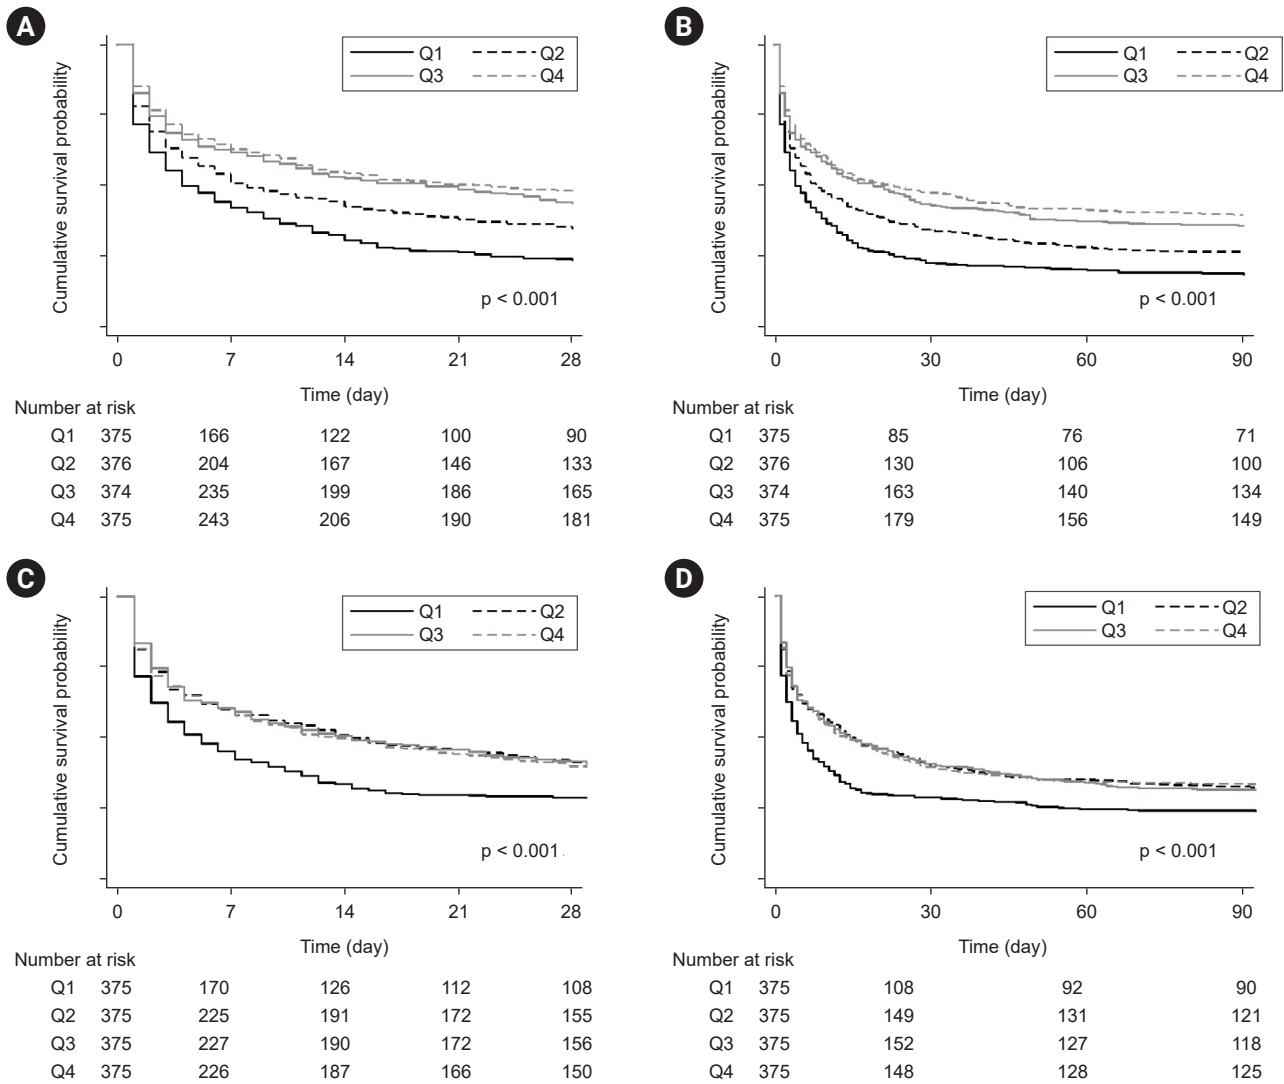 A
Q1 Q2
Q3 Q4
Cumulative survival probability
p < 0.001
0 7 14 21 28
Time (day)
Number at risk
Q1 375 166 122 100 90
Q2 376 204 167 146 133
Q3 374 235 199 186 165
Q4 375 243 206 190 181
B
Q1 Q2
Q3 Q4
Cumulative survival probability
p < 0.001
0 30 60 90
Time (day)
Number at risk
Q1 375 85 76 71
Q2 376 130 106 100
Q3 374 163 140 134
Q4 375 179 156 149
C
Q1 Q2
Q3 Q4
Cumulative survival probability
p < 0.001
0 7 14 21 28
Time (day)
Number at risk
Q1 375 170 126 112 108
Q2 375 225 191 172 155
Q3 375 227 190 172 156
Q4 375 226 187 166 150
D
Q1 Q2
Q3 Q4
Cumulative survival probability
p < 0.001
0 30 60 90
Time (day)
Number at risk
Q1 375 108 92 90
Q2 375 149 131 121
Q3 375 152 127 118
Q4 375 148 128 125